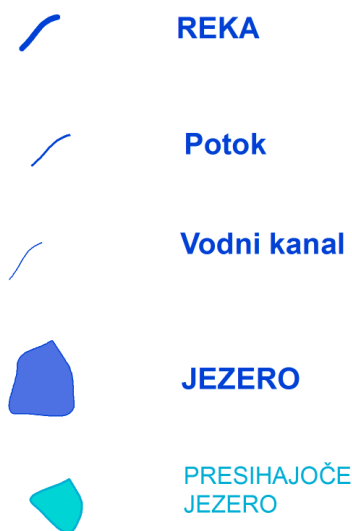 REKA
Potok
Vodni kanal
JEZERO
PRESIHAJOČE
JEZERO